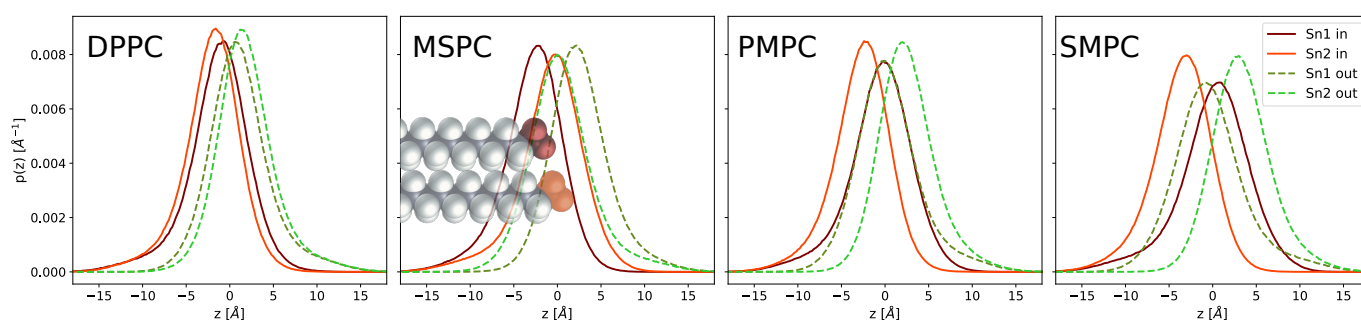 DPPC
MSPC
PMPC
SMPC
Sn1 in
Sn2 in
Sn1 out
Sn2 out
p(z) [Å⁻¹]
0.008
0.006
0.004
0.002
0.000
−15 −10 −5 0 5 10 15
−15 −10 −5 0 5 10 15
−15 −10 −5 0 5 10 15
−15 −10 −5 0 5 10 15
z [Å]
z [Å]
z [Å]
z [Å]